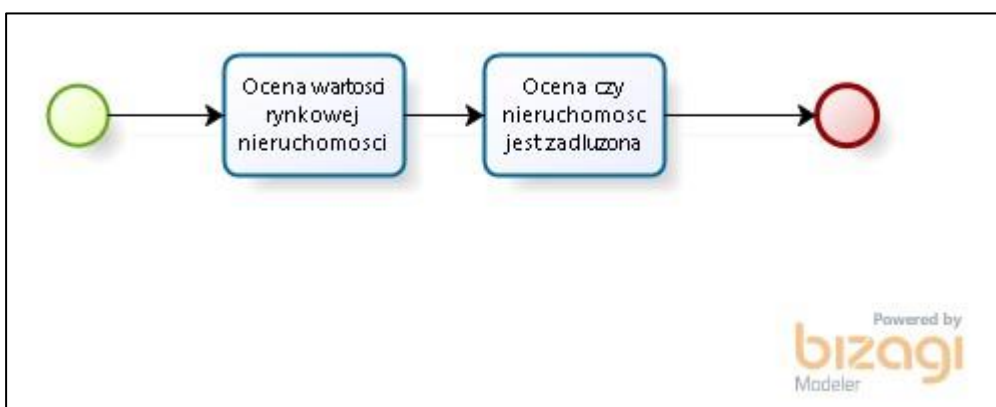 Ocena wartosci
rynkowej
nieruchomosci
Ocena czy
nieruchomosc
jest zadluzona
Powered by
bizagi
Modeler